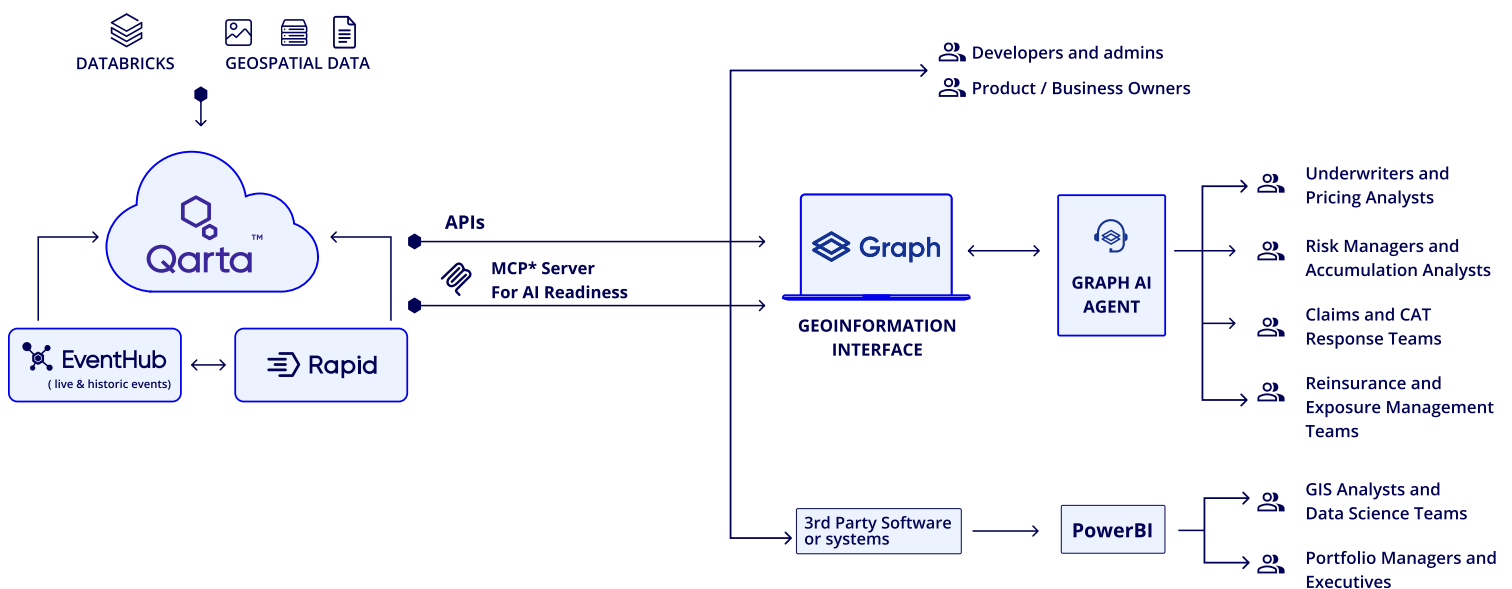 DATABRICKS
GEOSPATIAL DATA
Qarta™
EventHub
( live & historic events)
Rapid
APIs
MCP* Server
For AI Readiness
Developers and admins
Product / Business Owners
Graph
GEOINFORMATION
INTERFACE
GRAPH AI
AGENT
Underwriters and
Pricing Analysts
Risk Managers and
Accumulation Analysts
Claims and CAT
Response Teams
Reinsurance and
Exposure Management
Teams
3rd Party Software
or systems
PowerBI
GIS Analysts and
Data Science Teams
Portfolio Managers and
Executives